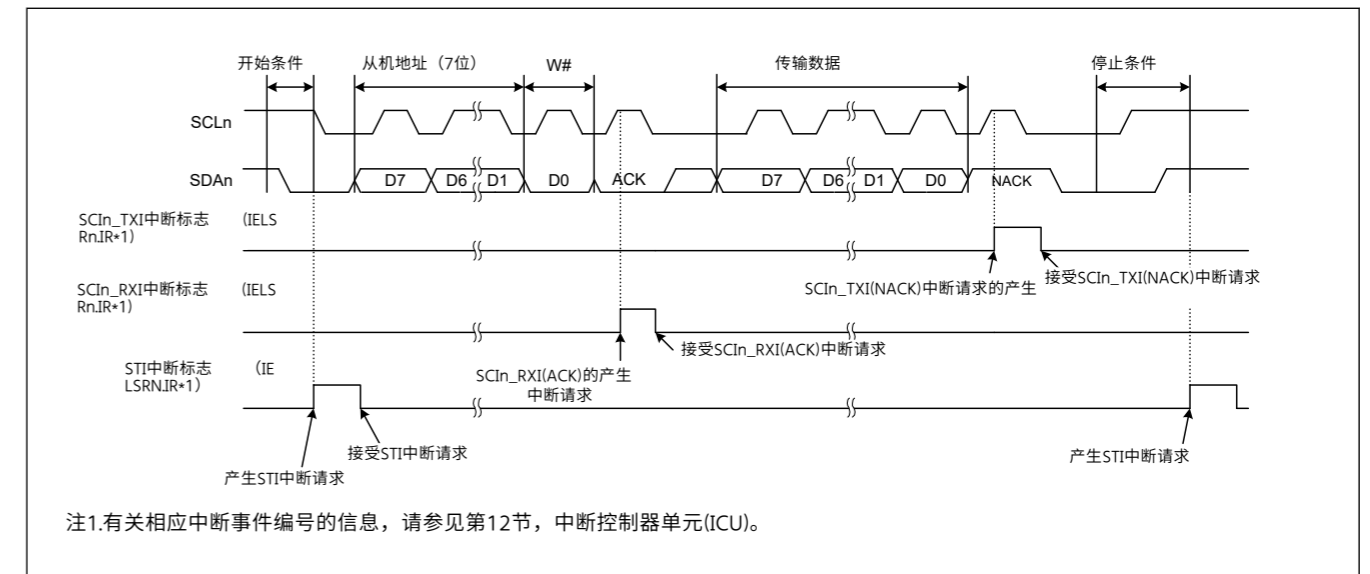 开始条件 从机地址（7位） W# 传输数据 停止条件
SCLn
SDAn D7 D6 D1 D0 ACK D7 D6 D1 D0 NACK
SCIn_TXI中断标志 （IELS
Rn.IR*1）
SCIn_TXI(NACK)中断请求的产生 接受SCIn_TXI(NACK)中断请求
SCIn_RXI中断标志 （IELS
Rn.IR*1）
接受SCIn_RXI(ACK)中断请求
SCIn_RXI(ACK)的产生
中断请求
STI中断标志 （IE
LSRN.IR*1）
接受STI中断请求
产生STI中断请求
产生STI中断请求
注1.有关相应中断事件编号的信息，请参见第12节，中断控制器单元(ICU)。